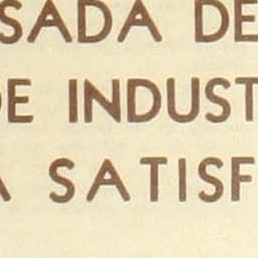 SADA DE
DE INDUST
A SATISF